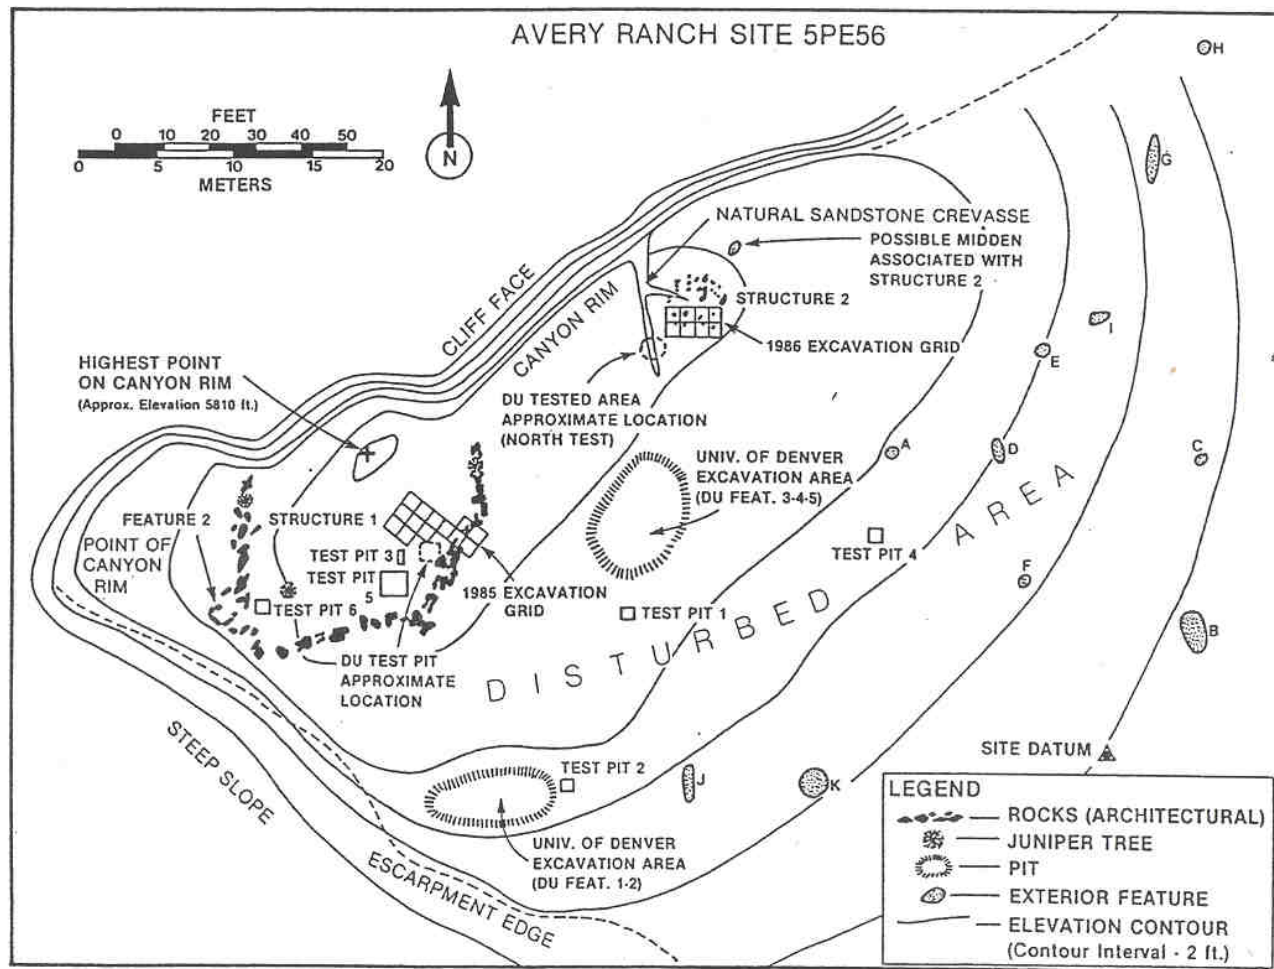 AVERY RANCH SITE 5PE56
H
FEET
0 10 20 30 40 50
0 5 10 15 20
METERS
N
G
NATURAL SANDSTONE CREVASSE
POSSIBLE MIDDEN
ASSOCIATED WITH
STRUCTURE 2
STRUCTURE 2
CLIFF FACE
CANYON RIM
1986 EXCAVATION GRID
I
E
HIGHEST POINT
ON CANYON RIM
(Approx. Elevation 5810 ft.)
DU TESTED AREA
APPROXIMATE LOCATION
(NORTH TEST)
UNIV. OF DENVER
EXCAVATION AREA
(DU FEAT. 3-4-5)
A
D
C
FEATURE 2
STRUCTURE 1
POINT OF
CANYON
RIM
TEST PIT 3
TEST PIT
5
TEST PIT 6
1985 EXCAVATION
GRID
TEST PIT 4
F
TEST PIT 1
B
DISTURBED AREA
DU TEST PIT
APPROXIMATE
LOCATION
STEEP SLOPE
TEST PIT 2
J
K
SITE DATUM
UNIV. OF DENVER
EXCAVATION AREA
(DU FEAT. 1-2)
ESCARPMENT EDGE
LEGEND
ROCKS (ARCHITECTURAL)
JUNIPER TREE
PIT
EXTERIOR FEATURE
ELEVATION CONTOUR
(Contour Interval - 2 ft.)